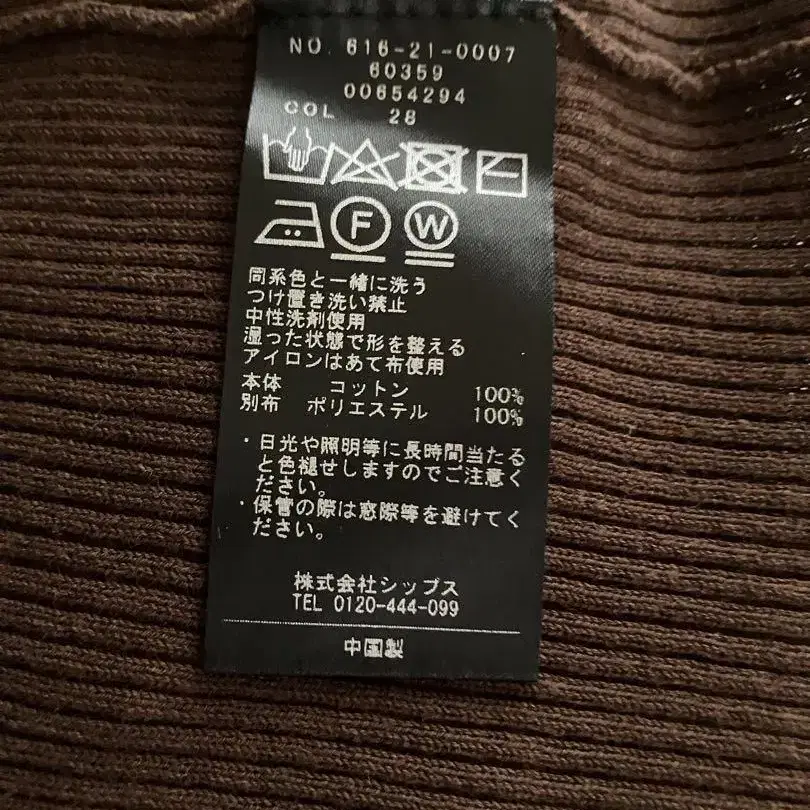 NO. 616-21-0007
60359
00654294
COL 28
F W
同系色と一緒に洗う
つけ置き洗い禁止
中性洗剤使用
湿った状態で形を整える
アイロンはあて布使用
本体 コットン 100%
別布 ポリエステル 100%
・日光や照明等に長時間当たる
と色褪せしますのでご注意く
ださい。
・保管の際は窓際等を避けてく
ださい。
株式会社シップス
TEL 0120-444-099
中国製